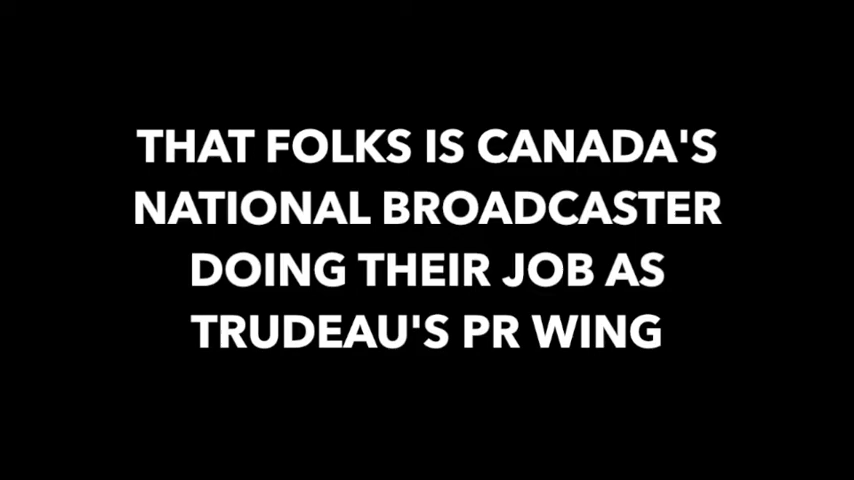 THAT FOLKS IS CANADA'S
NATIONAL BROADCASTER
DOING THEIR JOB AS
TRUDEAU'S PR WING